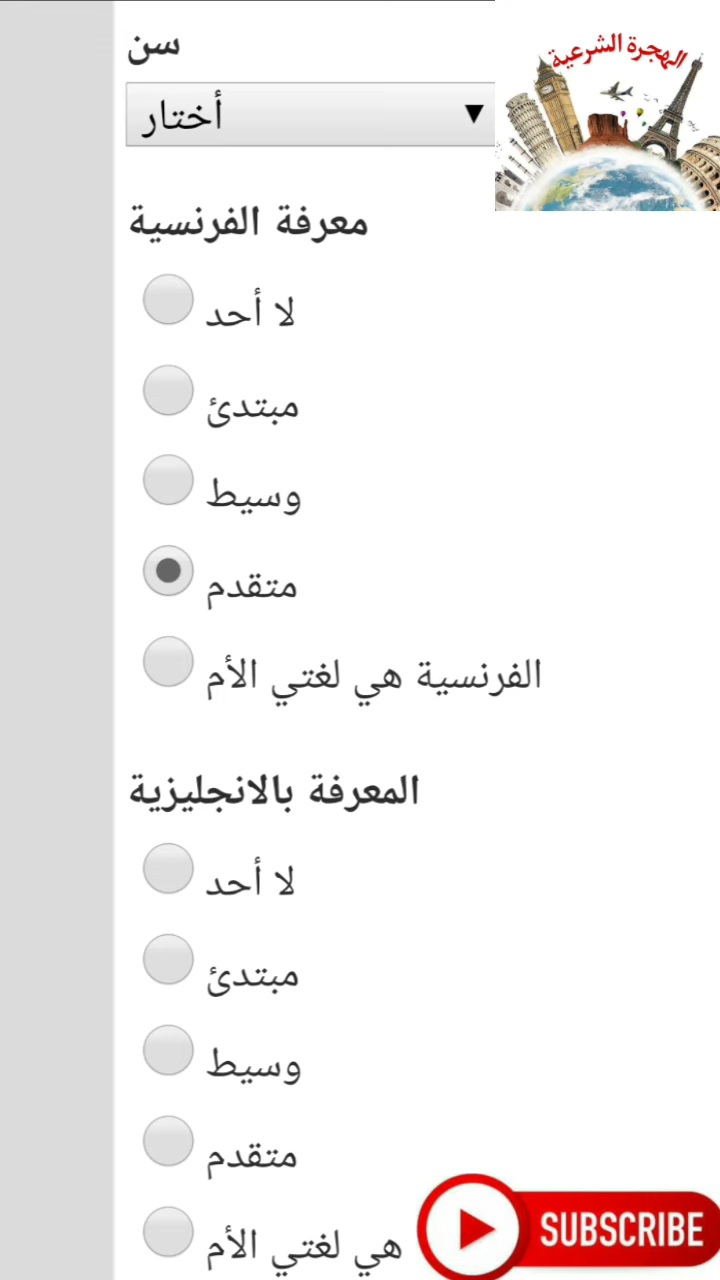 سن
أختار
الهجرة الشرعية
معرفة الفرنسية
لا أحد
مبتدئ
وسيط
متقدم
الفرنسية هي لغتي الأم
المعرفة بالانجليزية
لا أحد
مبتدئ
وسيط
متقدم
هي لغتي الأم
SUBSCRIBE